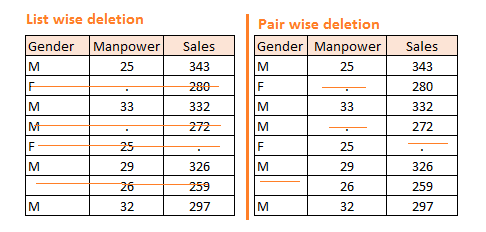 List wise deletion
Gender Manpower Sales
M 25 343
F . 280
M 33 332
M . 272
F 25 .
M 29 326
26 259
M 32 297
Pair wise deletion
Gender Manpower Sales
M 25 343
F . 280
M 33 332
M . 272
F 25 .
M 29 326
26 259
M 32 297